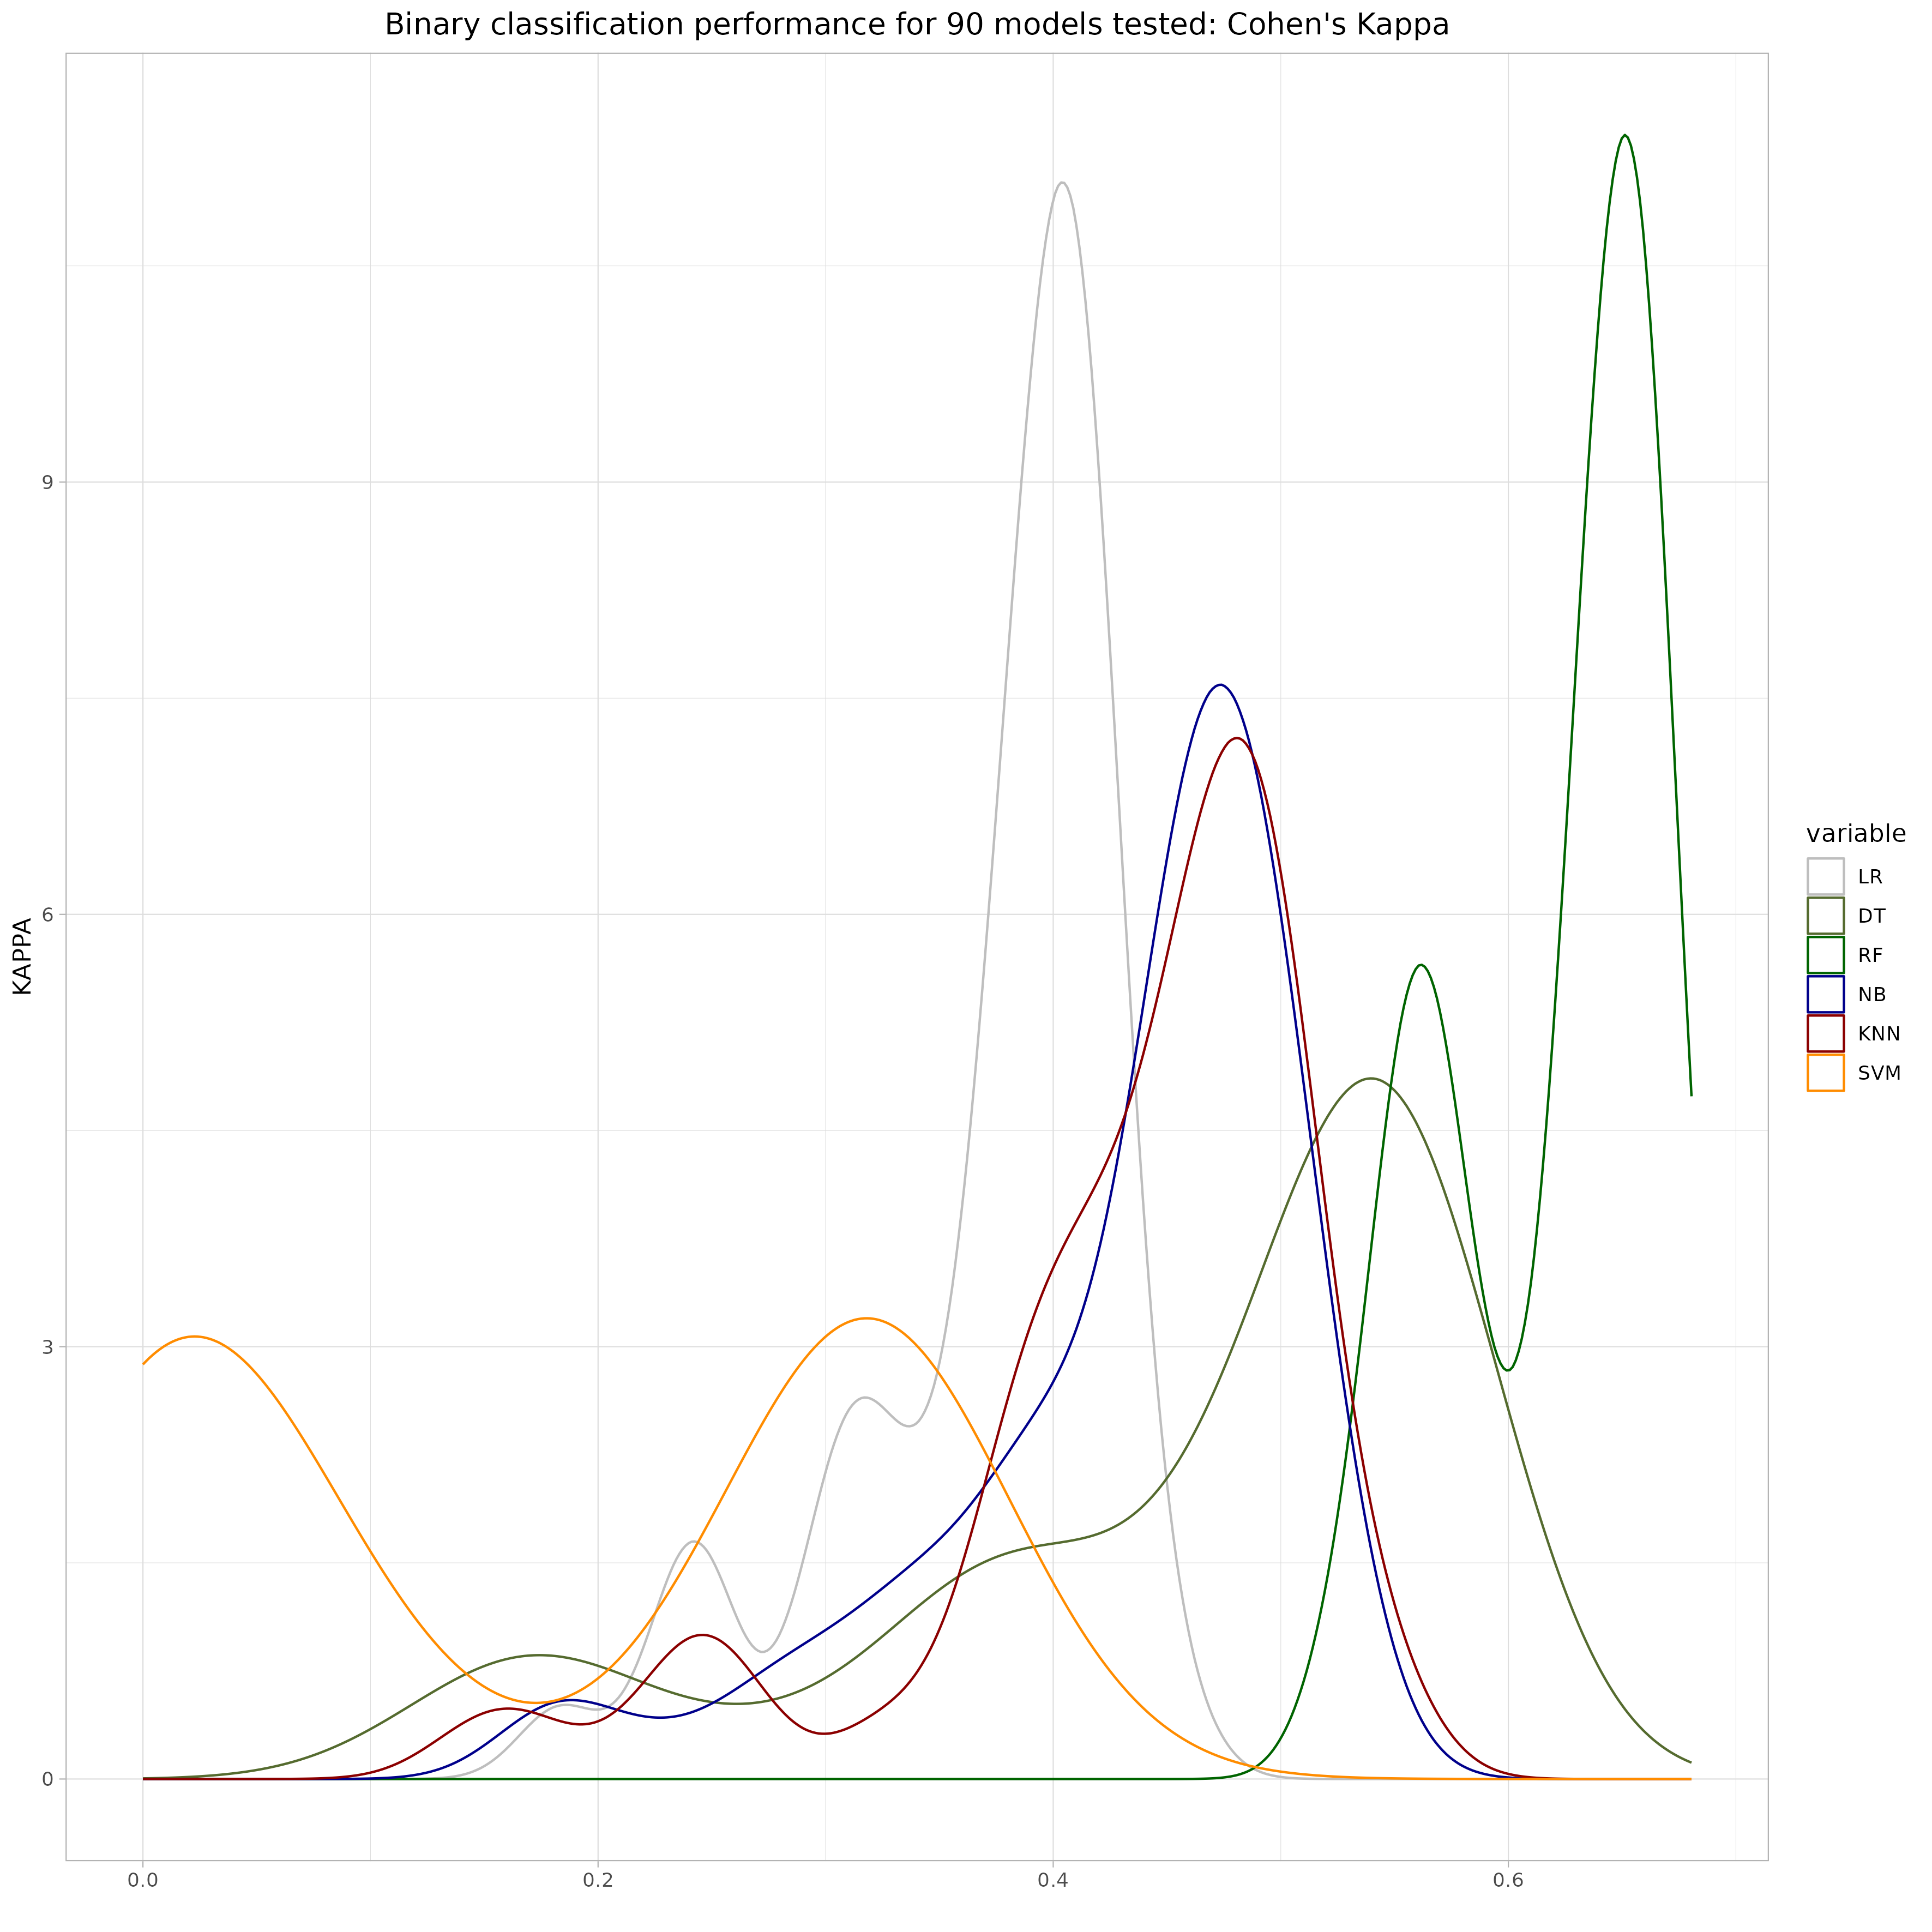 Binary classification performance for 90 models tested: Cohen's Kappa
KAPPA
9
6
3
0
0.0
0.2
0.4
0.6
variable
LR
DT
RF
NB
KNN
SVM